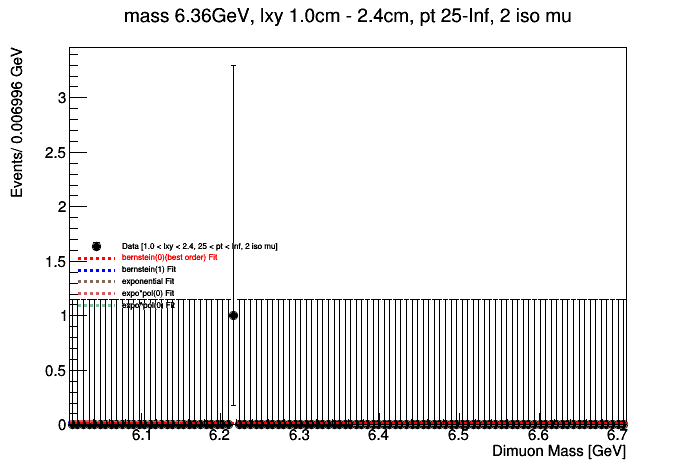 mass 6.36GeV, lxy 1.0cm - 2.4cm, pt 25-Inf, 2 iso mu
Events/ 0.006996 GeV
3
2.5
2
1.5
1
0.5
0
Data [1.0 < lxy < 2.4, 25 < pt < Inf, 2 iso mu]
bernstein(0)(best order) Fit
bernstein(1) Fit
exponential Fit
expo*pol(0) Fit
expo*pol(0) Fit
6.1 6.2 6.3 6.4 6.5 6.6 6.7
Dimuon Mass [GeV]